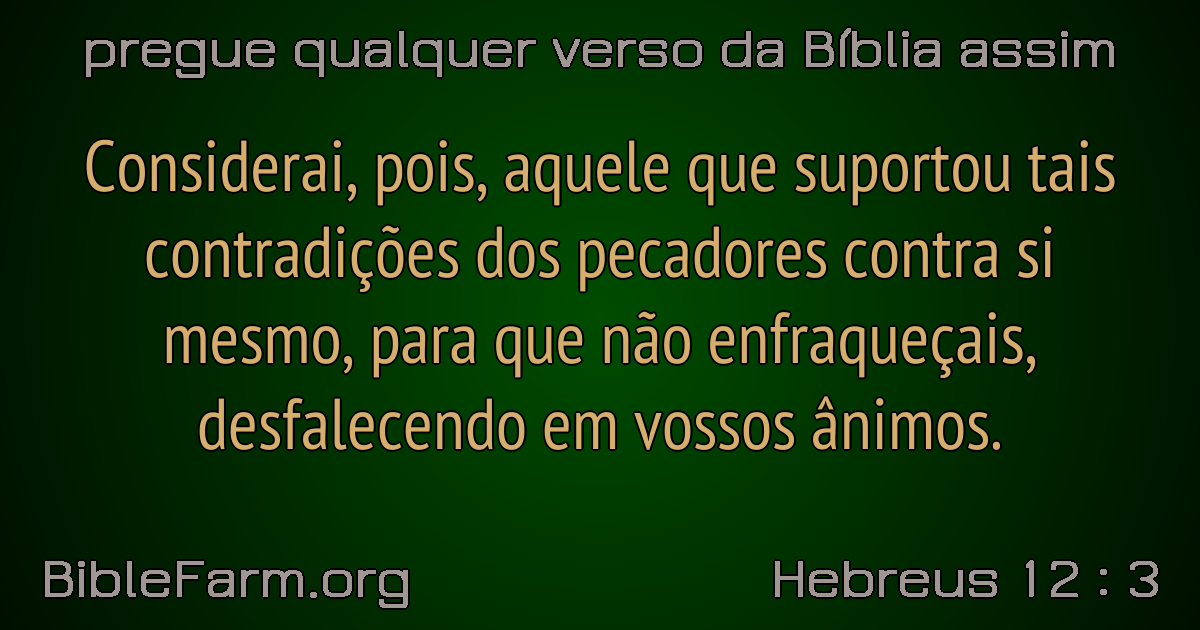 pregue qualquer verso da Bíblia assim
Considerai, pois, aquele que suportou tais
contradições dos pecadores contra si
mesmo, para que não enfraqueçais,
desfalecendo em vossos ânimos.
BibleFarm.org
Hebreus 12 : 3